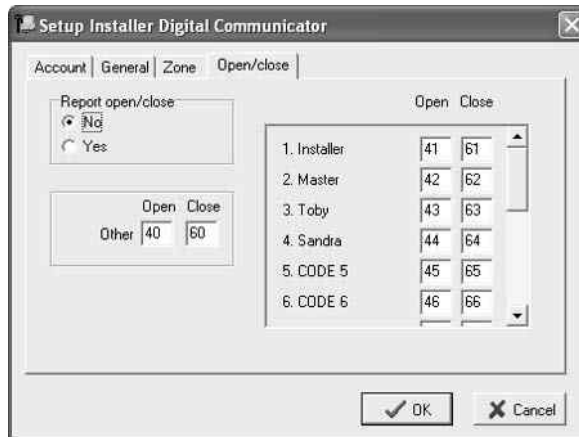 Setup Installer Digital Communicator
Account General Zone Open/close
Report open/close
No
Yes
Open Close
Other 40 60
Open Close
1. Installer 41 61
2. Master 42 62
3. Toby 43 63
4. Sandra 44 64
5. CODE 5 45 65
6. CODE 6 46 66
OK Cancel